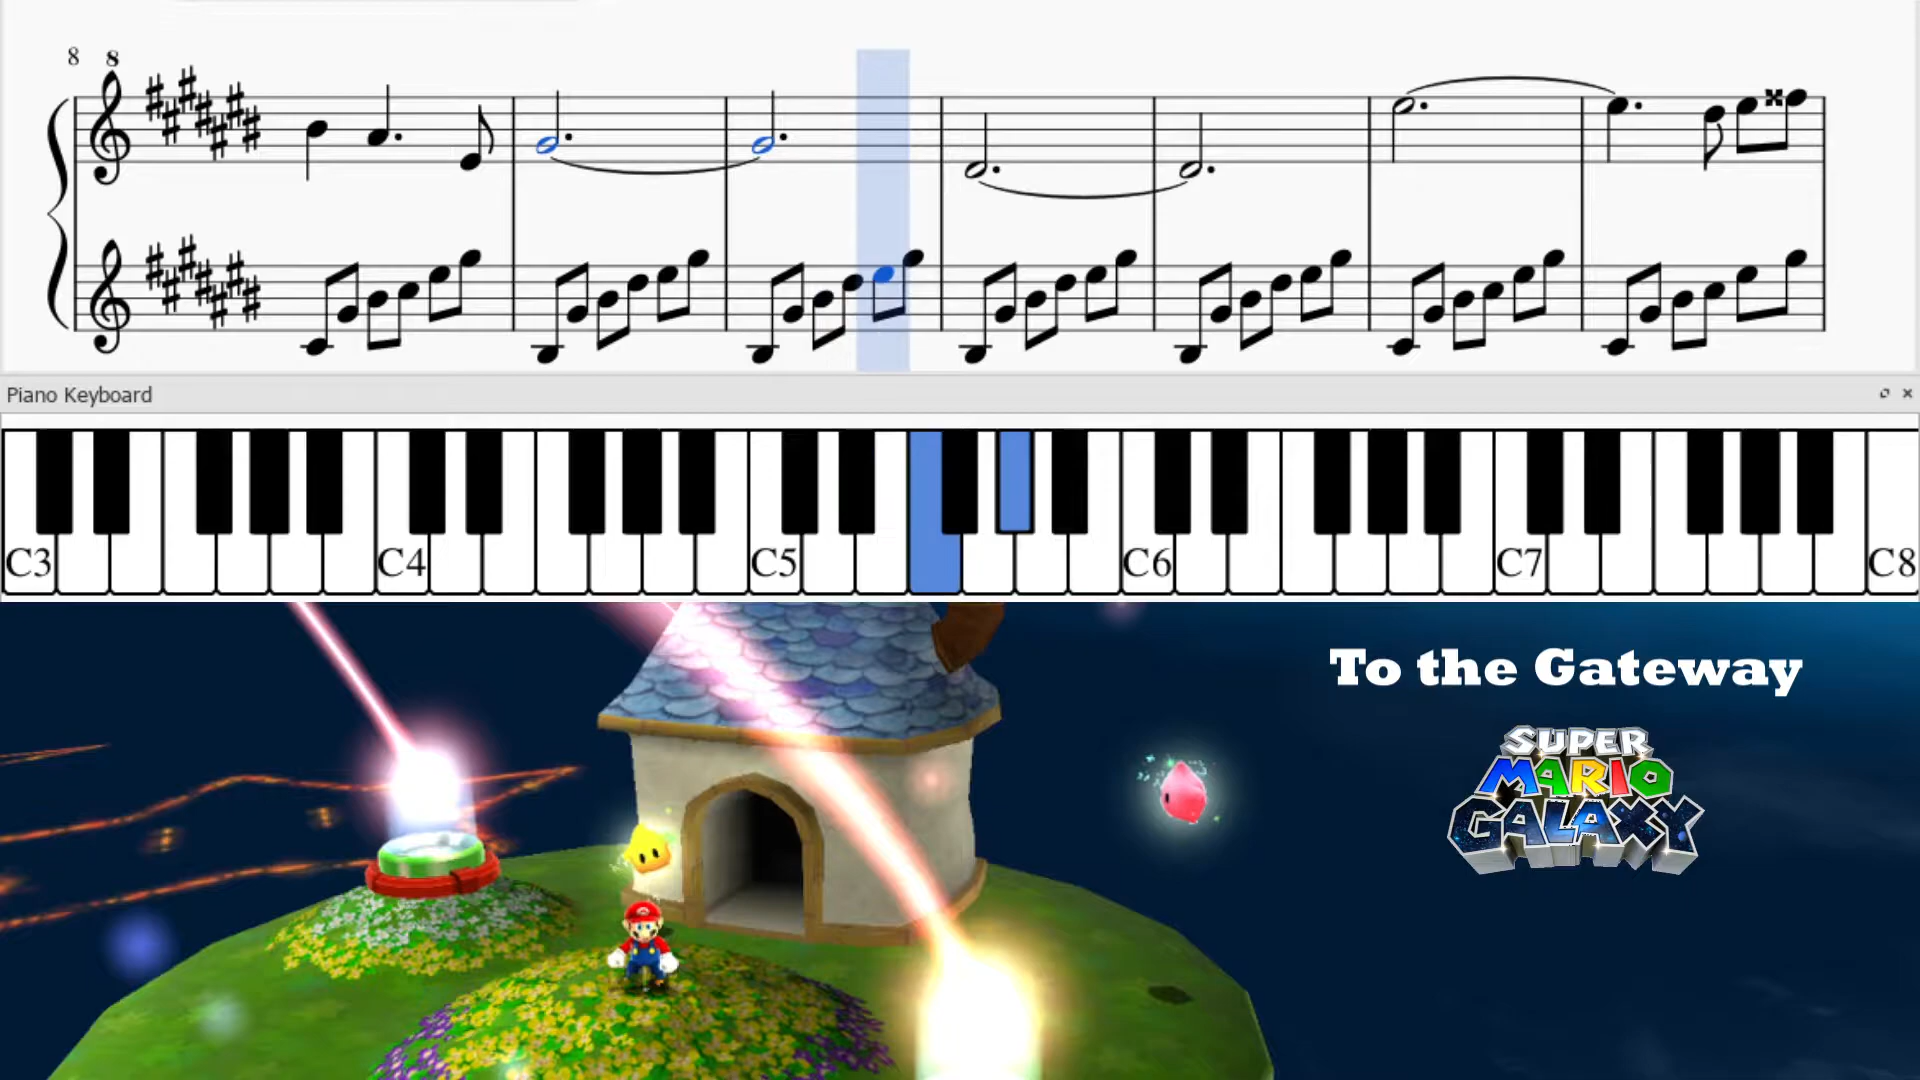 8 8
Piano Keyboard
C3 C4 C5 C6 C7 C8
To the Gateway
SUPER
MARIO
GALAXY